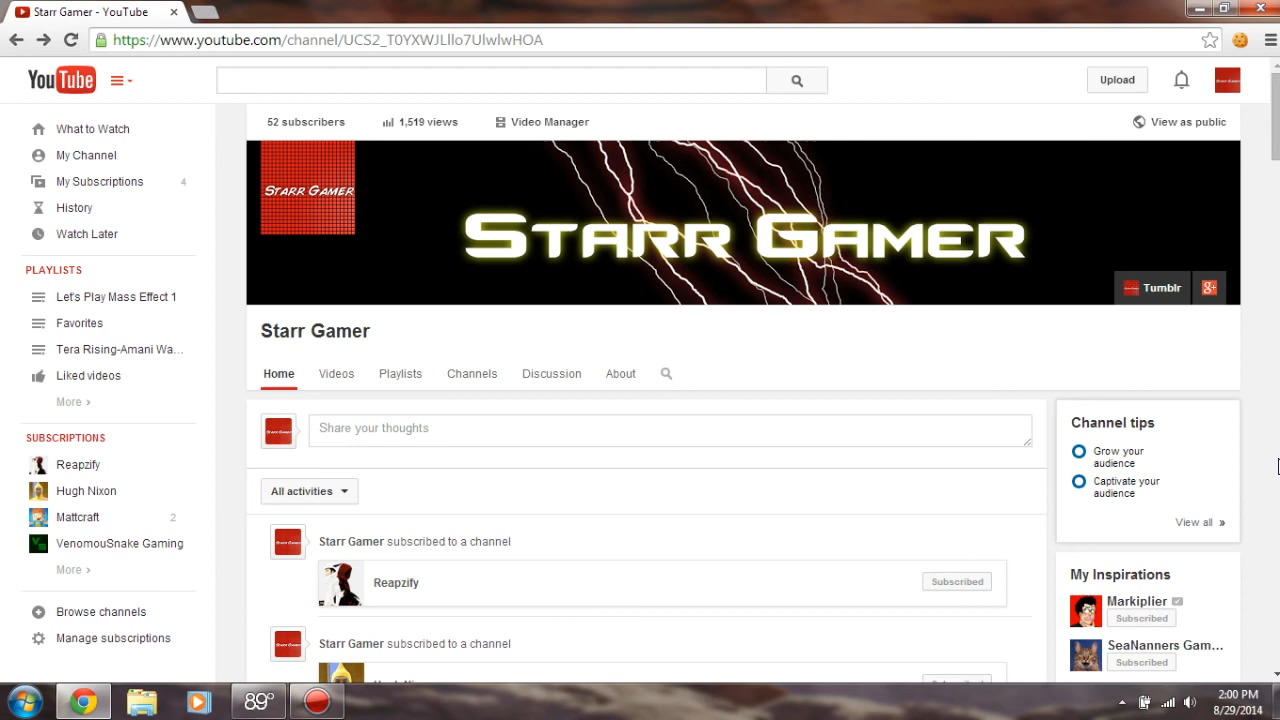 Starr Gamer - YouTube
https://www.youtube.com/channel/UCS2_T0YXWJLllo7UlwlwHOA
YouTube
Upload
52 subscribers
1,519 views
Video Manager
View as public
What to Watch
My Channel
My Subscriptions 4
History
Watch Later
PLAYLISTS
Let's Play Mass Effect 1
Favorites
Tera Rising-Amani Wa...
Liked videos
More ›
SUBSCRIPTIONS
Reapzify
Hugh Nixon
Mattcraft 2
VenomouSnake Gaming
More ›
Browse channels
Manage subscriptions
STARR GAMER
STARR GAMER
Tumblr
g+
Starr Gamer
Home
Videos
Playlists
Channels
Discussion
About
Share your thoughts
All activities
Starr Gamer subscribed to a channel
Reapzify
Subscribed
Starr Gamer subscribed to a channel
Channel tips
Grow your
audience
Captivate your
audience
View all »
My Inspirations
Markiplier
Subscribed
SeaNanners Gam...
Subscribed
89°
2:00 PM
8/29/2014